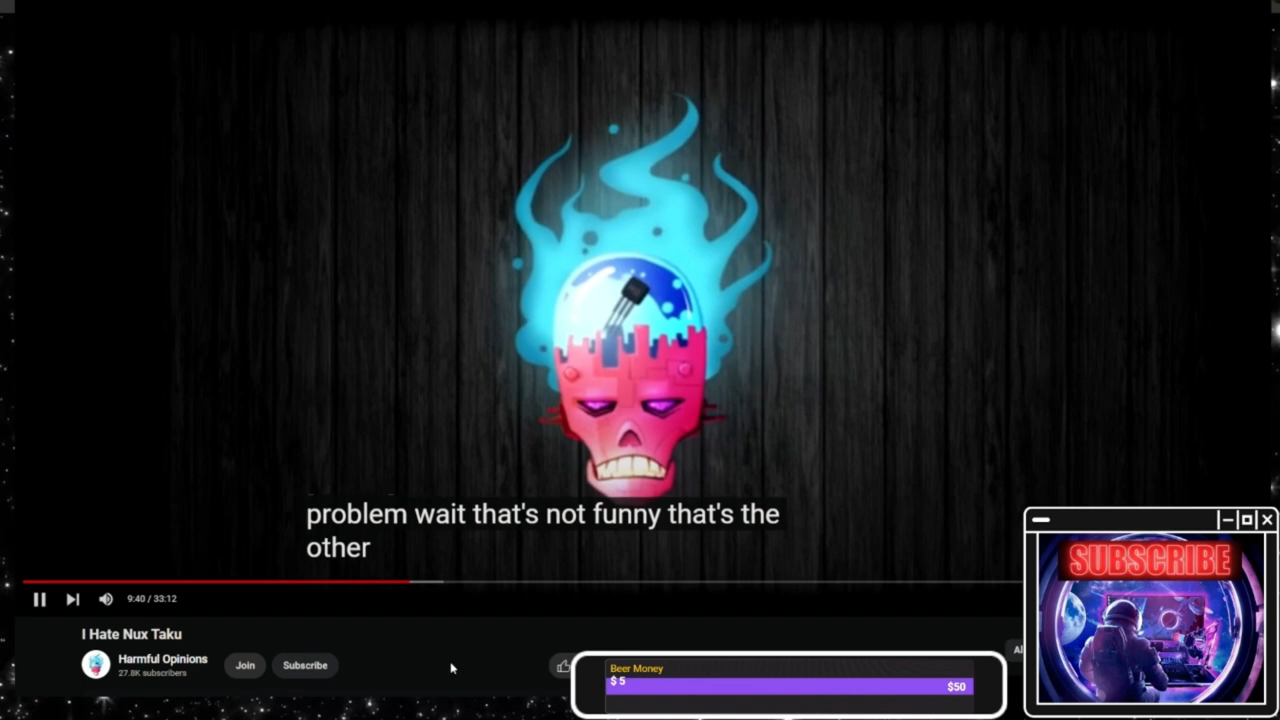 problem wait that's not funny that's the
other
9:40 / 33:12
I Hate Nux Taku
Harmful Opinions
27.8K subscribers
Join
Subscribe
Al
Beer Money
$ 5
$50
SUBSCRIBE